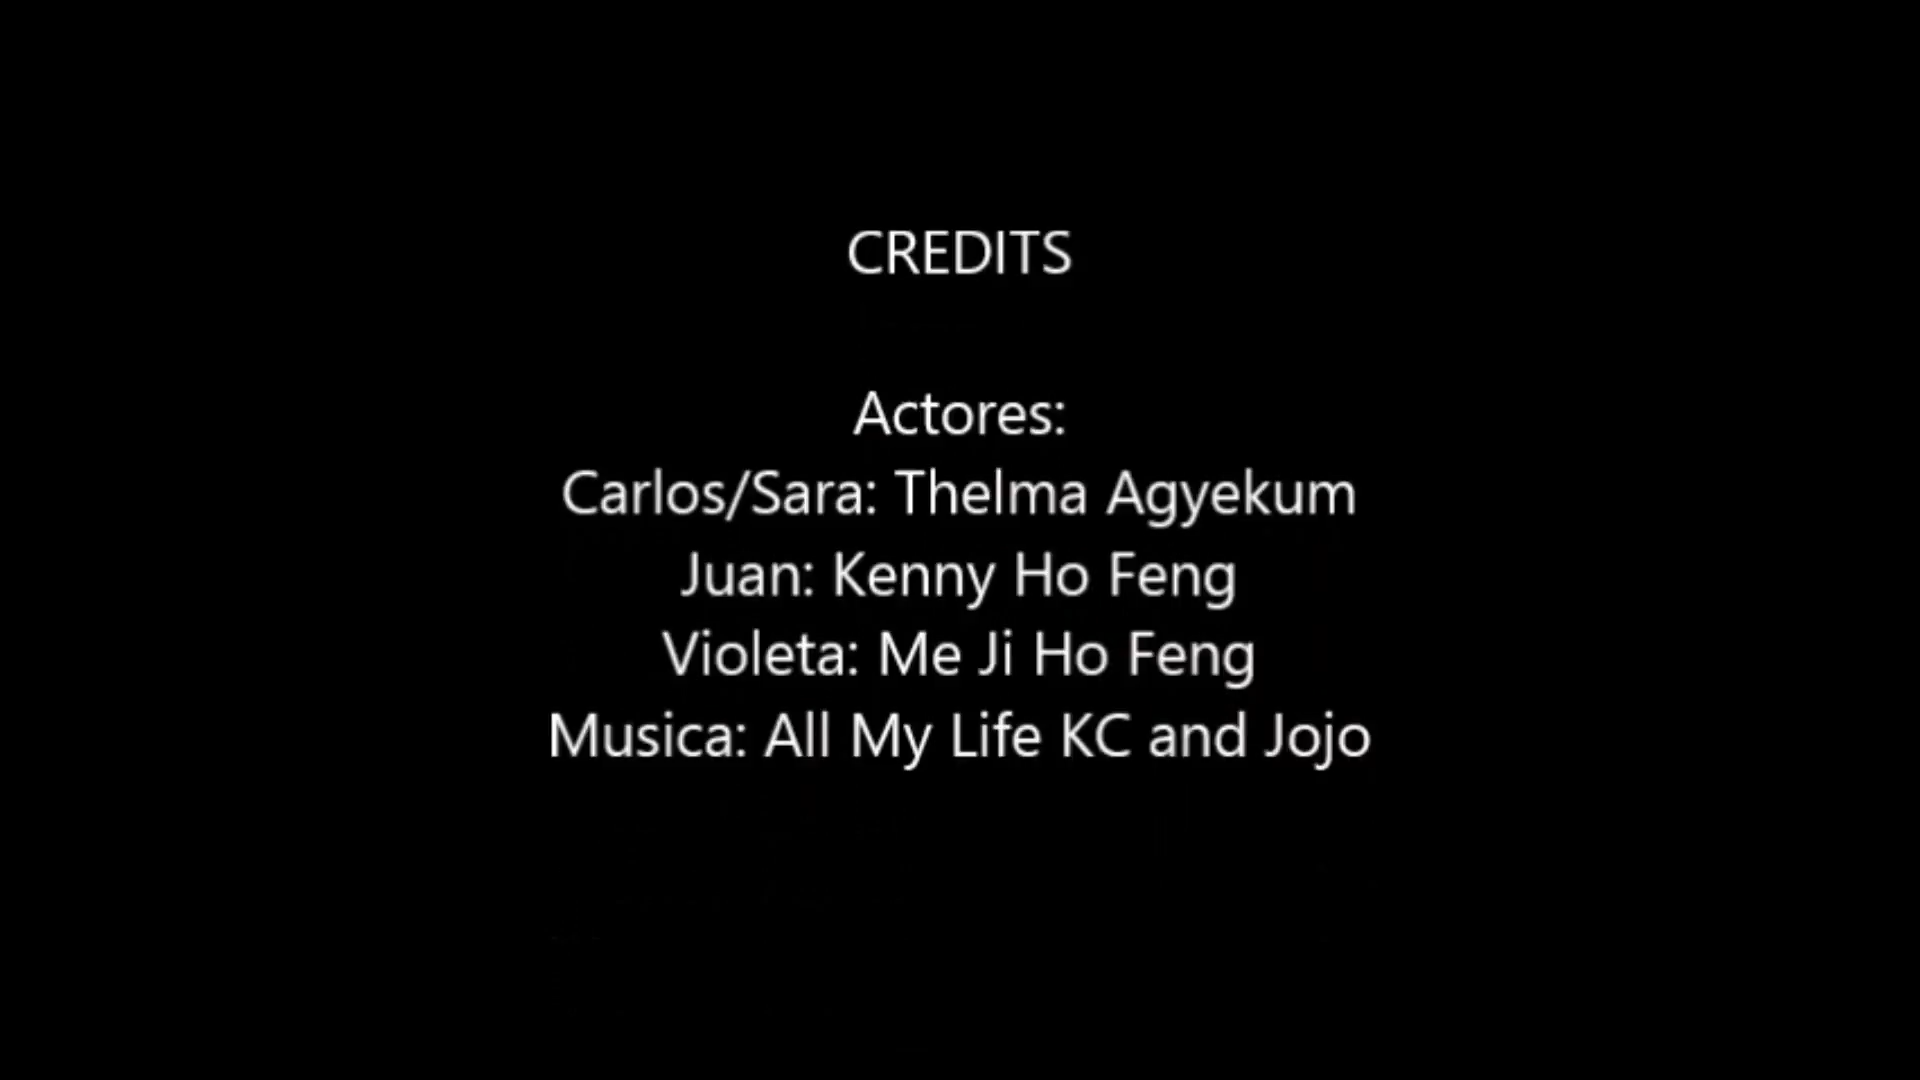 CREDITS
Actores:
Carlos/Sara: Thelma Agyekum
Juan: Kenny Ho Feng
Violeta: Me Ji Ho Feng
Musica: All My Life KC and Jojo